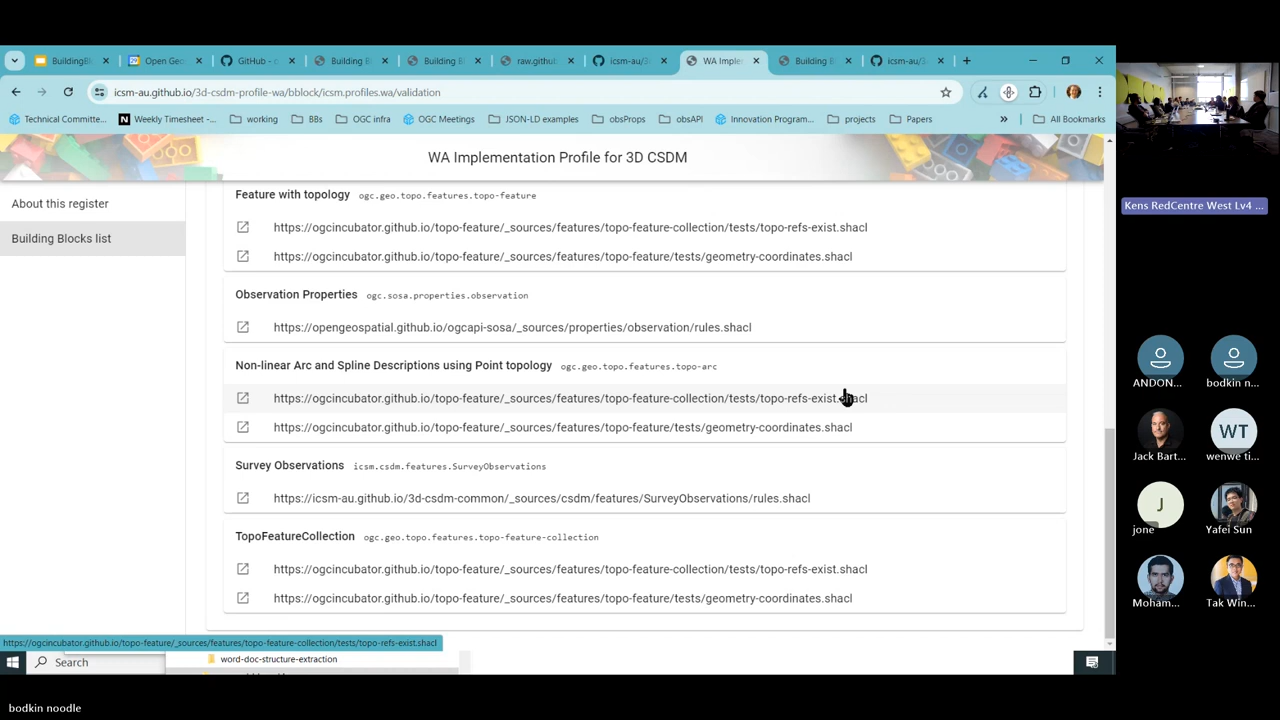 BuildingBl
Open Geo
GitHub - c
Building Bl
Building Bl
raw.github
icsm-au/3
WA Imple
Building Bl
icsm-au/3
icsm-au.github.io/3d-csdm-profile-wa/bblock/icsm.profiles.wa/validation
Technical Committe...
Weekly Timesheet -...
working
BBs
OGC infra
OGC Meetings
JSON-LD examples
obsProps
obsAPI
Innovation Program...
projects
Papers
All Bookmarks
WA Implementation Profile for 3D CSDM
About this register
Building Blocks list
Feature with topology ogc.geo.topo.features.topo-feature
https://ogcincubator.github.io/topo-feature/_sources/features/topo-feature-collection/tests/topo-refs-exist.shacl
https://ogcincubator.github.io/topo-feature/_sources/features/topo-feature/tests/geometry-coordinates.shacl
Observation Properties ogc.sosa.properties.observation
https://opengeospatial.github.io/ogcapi-sosa/_sources/properties/observation/rules.shacl
Non-linear Arc and Spline Descriptions using Point topology ogc.geo.topo.features.topo-arc
https://ogcincubator.github.io/topo-feature/_sources/features/topo-feature-collection/tests/topo-refs-exist.shacl
https://ogcincubator.github.io/topo-feature/_sources/features/topo-feature/tests/geometry-coordinates.shacl
Survey Observations icsm.csdm.features.SurveyObservations
https://icsm-au.github.io/3d-csdm-common/_sources/csdm/features/SurveyObservations/rules.shacl
TopoFeatureCollection ogc.geo.topo.features.topo-feature-collection
https://ogcincubator.github.io/topo-feature/_sources/features/topo-feature-collection/tests/topo-refs-exist.shacl
https://ogcincubator.github.io/topo-feature/_sources/features/topo-feature/tests/geometry-coordinates.shacl
https://ogcincubator.github.io/topo-feature/_sources/features/topo-feature-collection/tests/topo-refs-exist.shacl
Search
word-doc-structure-extraction
Kens RedCentre West Lv4 ...
ANDON...
bodkin n...
Jack Bart...
WT
wenwe ti...
J
jone
Yafei Sun
Moham...
Tak Win...
bodkin noodle